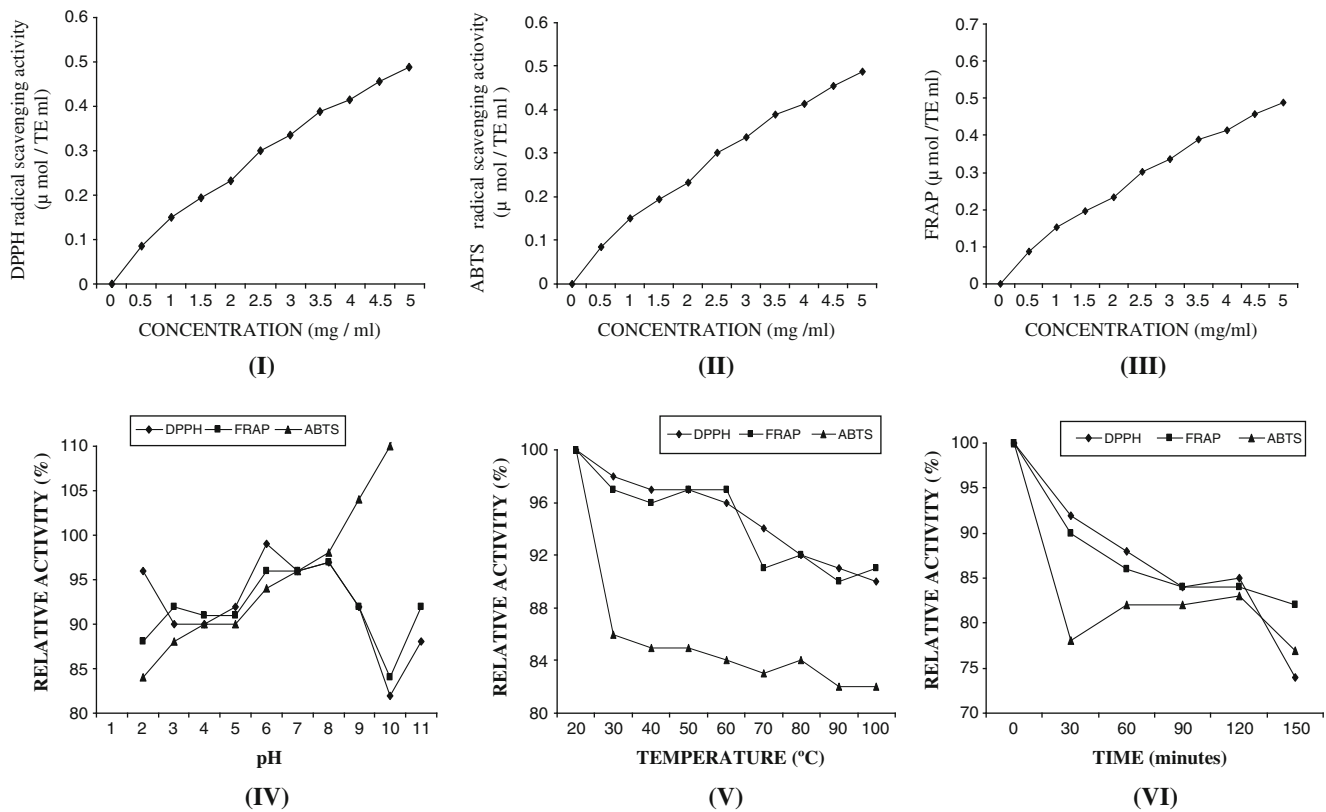 DPPH radical scavenging activity
(μ mol / TE ml)
0.6
0.5
0.4
0.3
0.2
0.1
0
0 0.5 1 1.5 2 2.5 3 3.5 4 4.5 5
CONCENTRATION (mg / ml)
(I)
ABTS radical scavenging actiovity
(μ mol / TE ml )
0.6
0.5
0.4
0.3
0.2
0.1
0
0 0.5 1 1.5 2 2.5 3 3.5 4 4.5 5
CONCENTRATION (mg /ml)
(II)
FRAP (μ mol /TE ml)
0.7
0.6
0.5
0.4
0.3
0.2
0.1
0
0 0.5 1 1.5 2 2.5 3 3.5 4 4.5 5
CONCENTRATION (mg/ml)
(III)
DPPH FRAP ABTS
RELATIVE ACTIVITY (%)
110
105
100
95
90
85
80
1 2 3 4 5 6 7 8 9 10 11
pH
(IV)
DPPH FRAP ABTS
RELATIVE ACTIVITY (%)
100
96
92
88
84
80
20 30 40 50 60 70 80 90 100
TEMPERATURE (ºC)
(V)
DPPH FRAP ABTS
RELATIVE ACTIVITY (%)
100
95
90
85
80
75
70
0 30 60 90 120 150
TIME (minutes)
(VI)